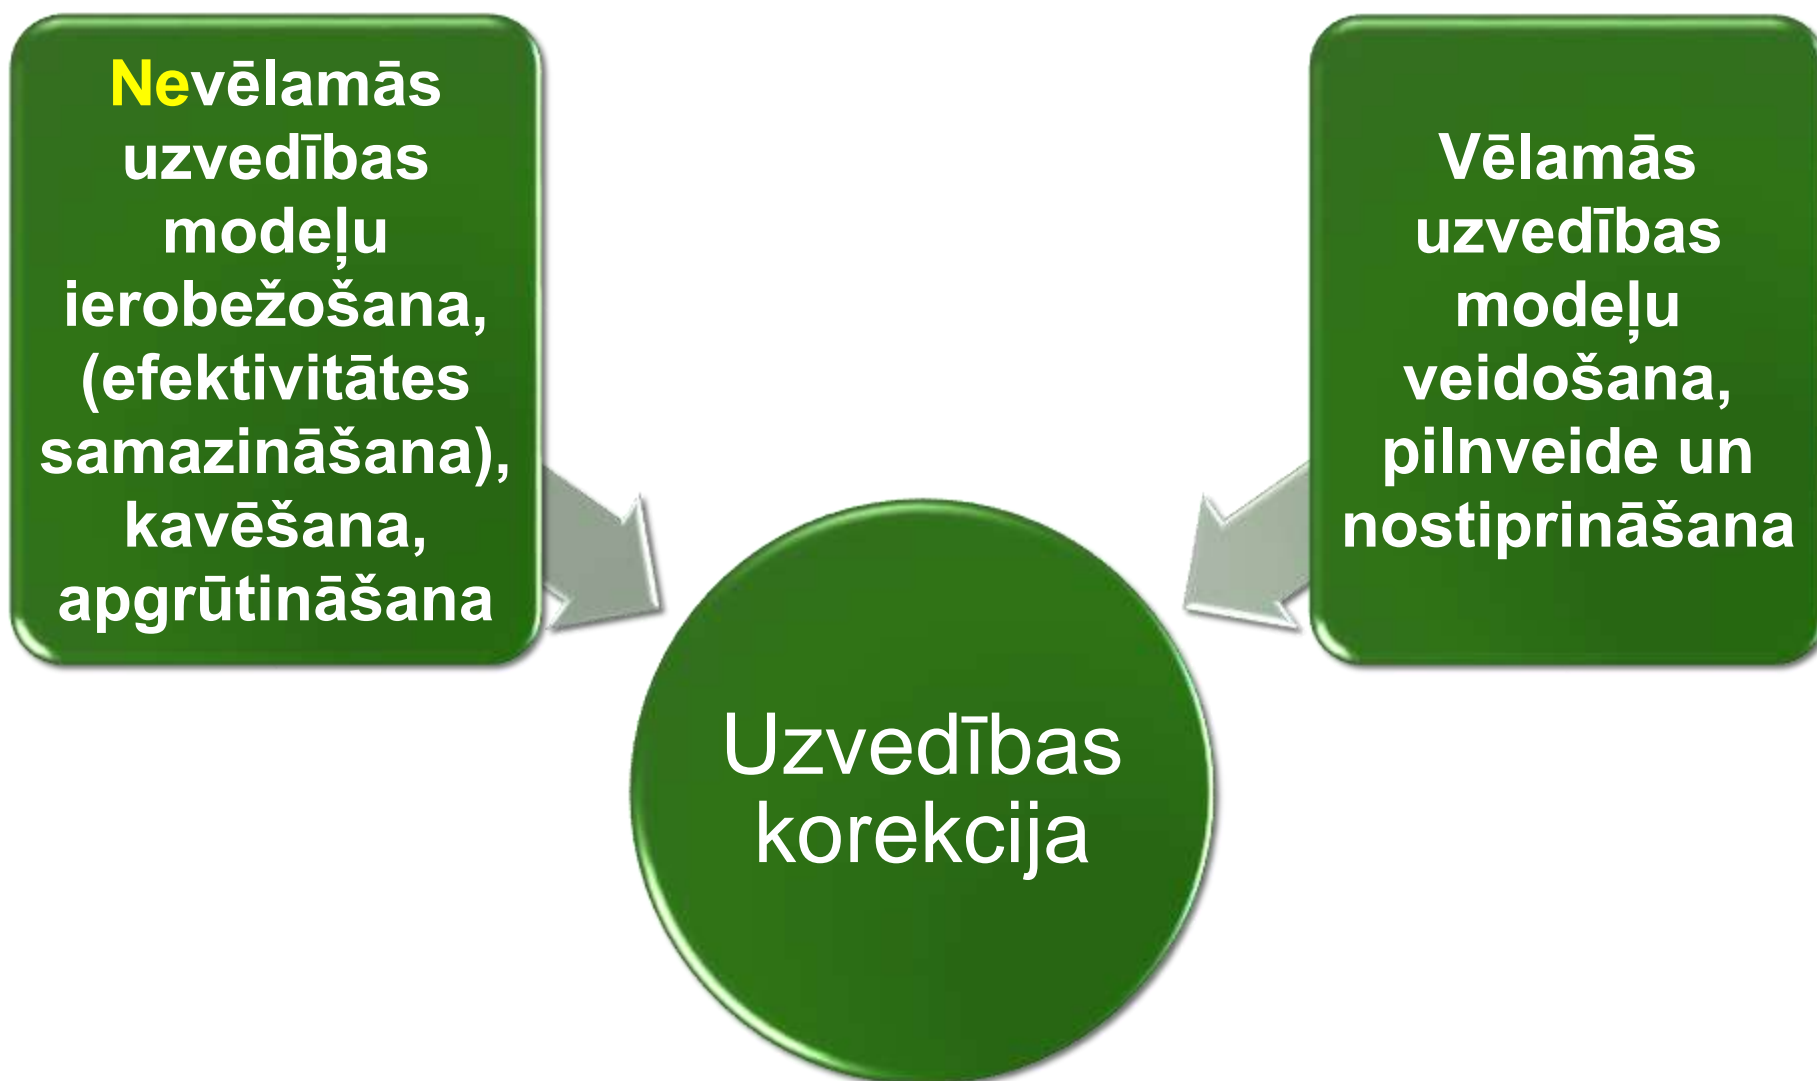 Nevēlamās
uzvedības
modeļu
ierobežošana,
(efektivitātes
samazināšana),
kavēšana,
apgrūtināšana
Vēlamās
uzvedības
modeļu
veidošana,
pilnveide un
nostiprināšana
Uzvedības
korekcija